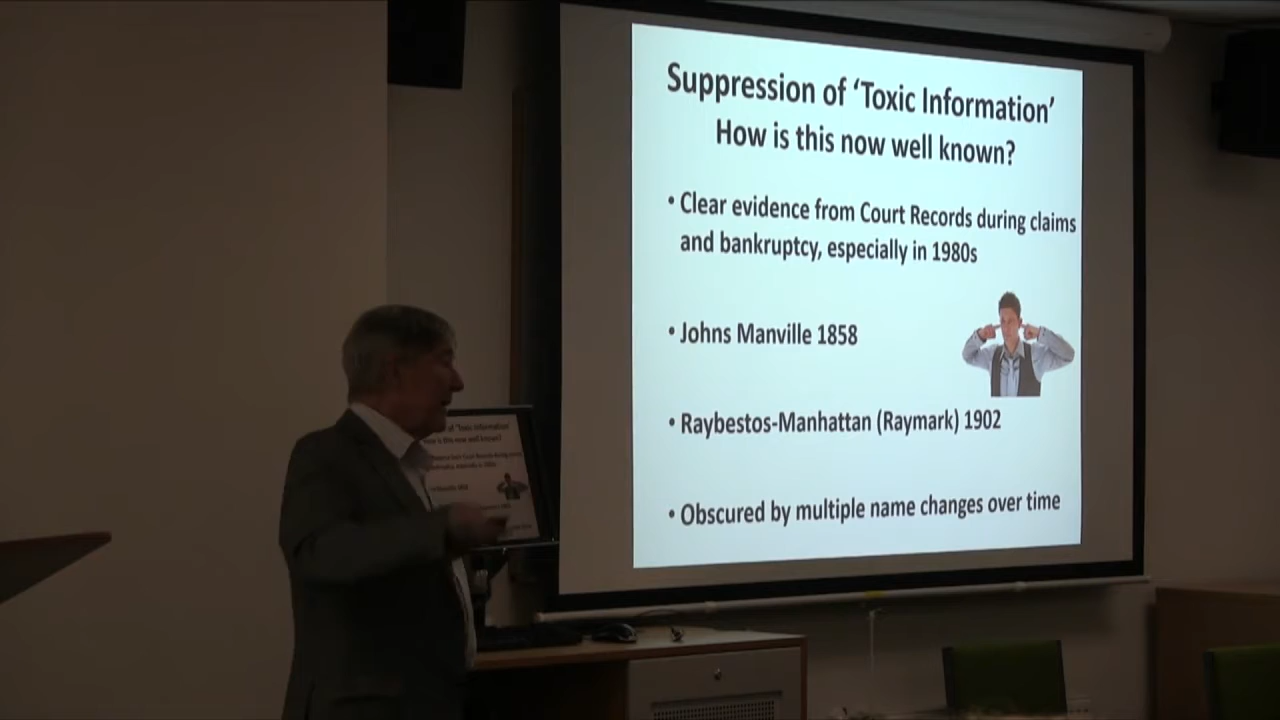 Suppression of ‘Toxic Information’
How is this now well known?
• Clear evidence from Court Records during claims
and bankruptcy, especially in 1980s
• Johns Manville 1858
• Raybestos-Manhattan (Raymark) 1902
• Obscured by multiple name changes over time